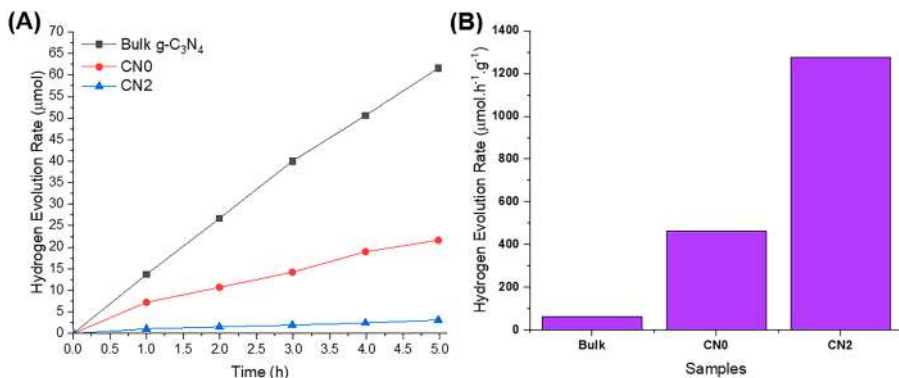 (A)
Hydrogen Evolution Rate (μmol)
70
65
60
55
50
45
40
35
30
25
20
15
10
5
0
Bulk g-C₃N₄
CN0
CN2
0.0 0.5 1.0 1.5 2.0 2.5 3.0 3.5 4.0 4.5 5.0
Time (h)
(B)
Hydrogen Evolution Rate (μmol.h⁻¹.g⁻¹)
1400
1200
1000
800
600
400
200
0
Bulk CN0 CN2
Samples